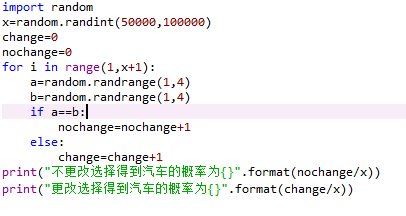 import random
x=random.randint(50000,100000)
change=0
nochange=0
for i in range(1,x+1):
    a=random.randrange(1,4)
    b=random.randrange(1,4)
    if a==b:
        nochange=nochange+1
    else:
        change=change+1
print("不更改选择得到汽车的概率为{}".format(nochange/x))
print("更改选择得到汽车的概率为{}".format(change/x))